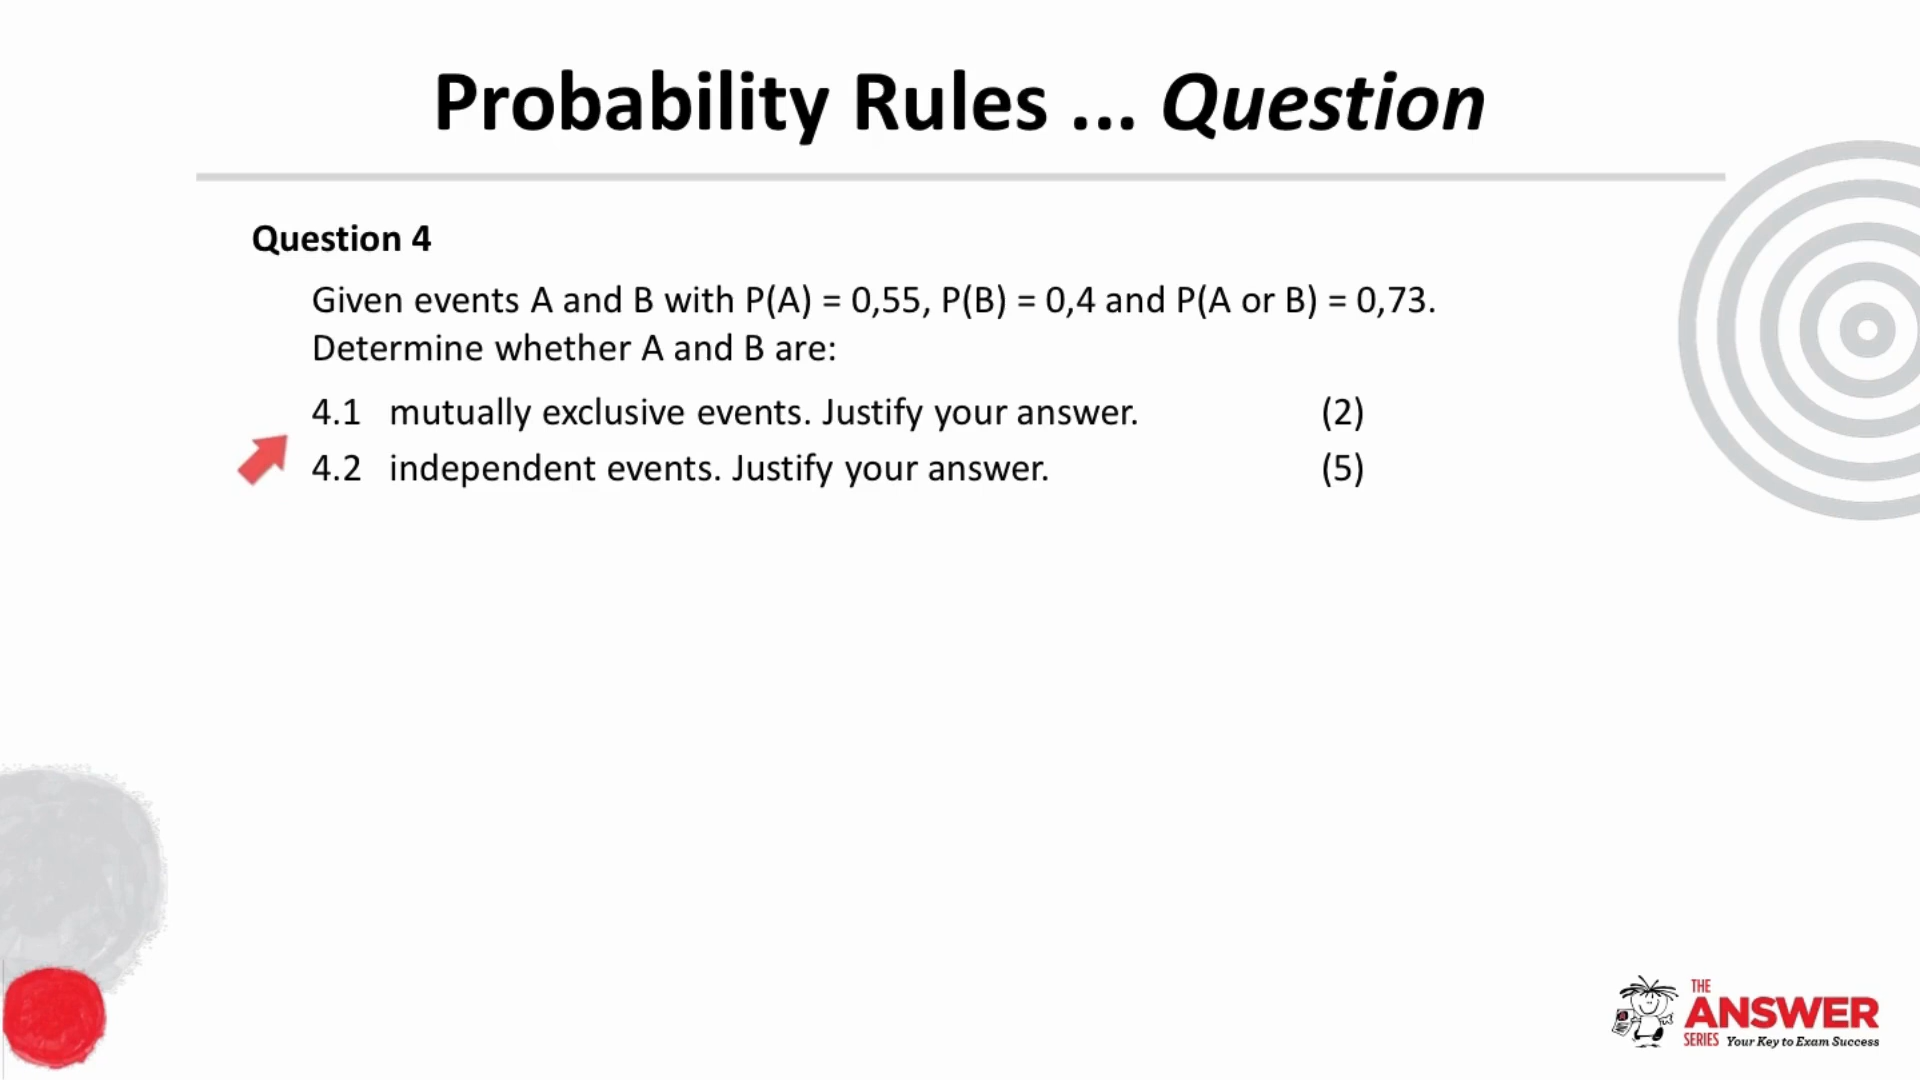 Probability Rules ... Question
Question 4
Given events A and B with P(A) = 0,55, P(B) = 0,4 and P(A or B) = 0,73.
Determine whether A and B are:
4.1 mutually exclusive events. Justify your answer. (2)
4.2 independent events. Justify your answer. (5)
THE
ANSWER
SERIES Your Key to Exam Success